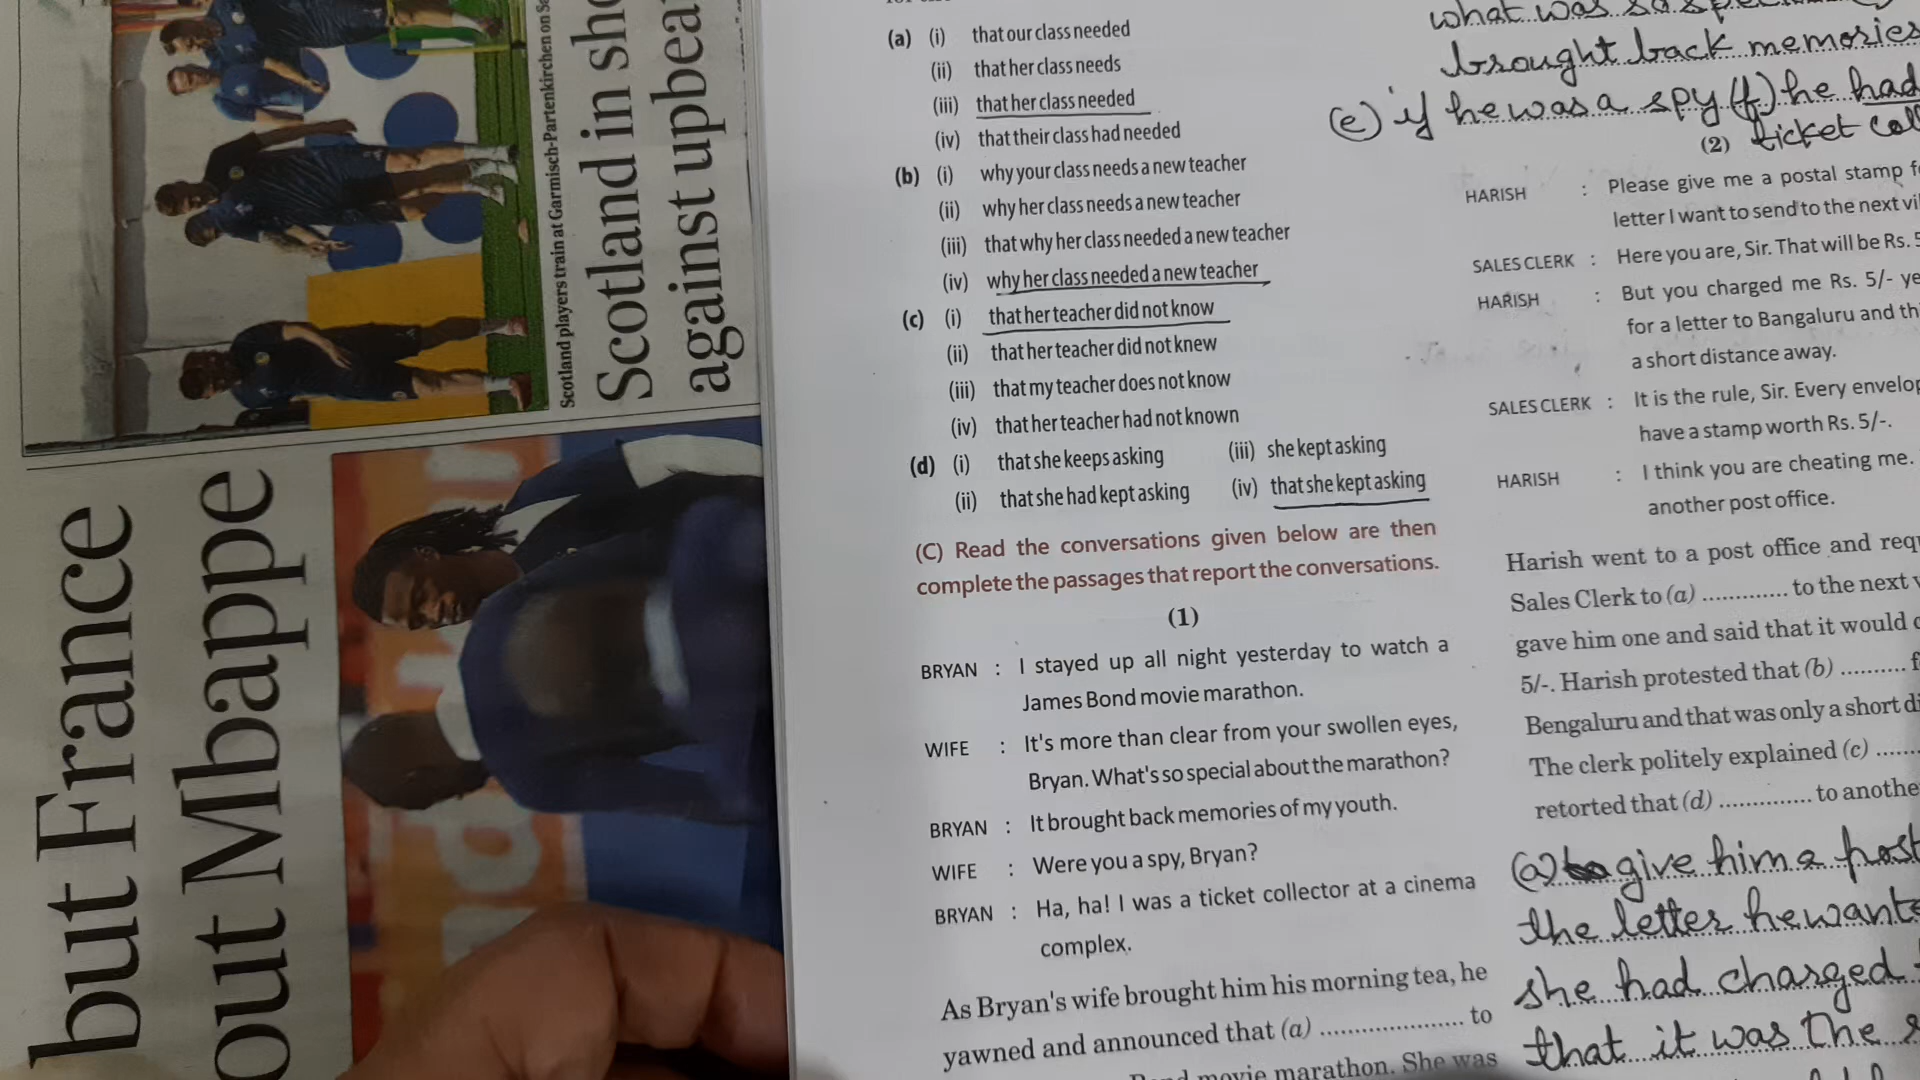 Scotland players train at Garmisch-Partenkirchen on
Scotland in
against
but France
out Mbappe
(a) (i) that our class needed
(ii) that her class needs
(iii) that her class needed
(iv) that their class had needed
(b) (i) why your class needs a new teacher
(ii) why her class needs a new teacher
(iii) that why her class needed a new teacher
(iv) why her class needed a new teacher
(c) (i) that her teacher did not know
(ii) that her teacher did not knew
(iii) that my teacher does not know
(iv) that her teacher had not known
(d) (i) that she keeps asking (iii) she kept asking
(ii) that she had kept asking (iv) that she kept asking
(C) Read the conversations given below are then
complete the passages that report the conversations.
(1)
BRYAN : I stayed up all night yesterday to watch a
James Bond movie marathon.
WIFE : It's more than clear from your swollen eyes,
Bryan. What's so special about the marathon?
BRYAN : It brought back memories of my youth.
WIFE : Were you a spy, Bryan?
BRYAN : Ha, ha! I was a ticket collector at a cinema
complex.
As Bryan's wife brought him his morning tea, he
yawned and announced that (a) .................... to
movie marathon. She was
what was so
brought back memories
(e) if he was a spy (f) he had
(2) ticket
HARISH : Please give me a postal stamp
letter I want to send to the next
SALES CLERK : Here you are, Sir. That will be Rs. 5
HARISH : But you charged me Rs. 5/-
for a letter to Bangaluru and
a short distance away.
SALES CLERK : It is the rule, Sir. Every
have a stamp worth Rs. 5/-.
HARISH : I think you are cheating me.
another post office.
Harish went to a post office and
Sales Clerk to (a) ............. to the next
gave him one and said that it would
5/-. Harish protested that (b) ..........
Bengaluru and that was only a short
The clerk politely explained (c) ......
retorted that (d) .............. to
(a) give him a
the letter he
she had charged
that it was the